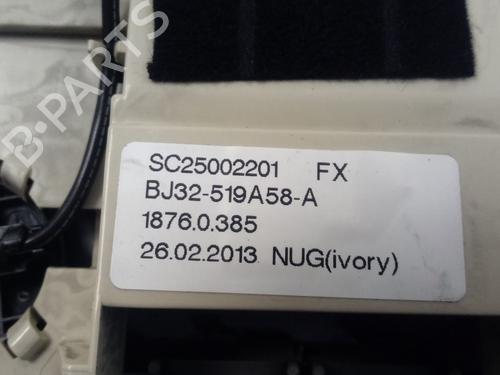 B-PARTS
SC25002201 FX
BJ32-519A58-A
1876.0.385
26.02.2013 NUG(ivory)